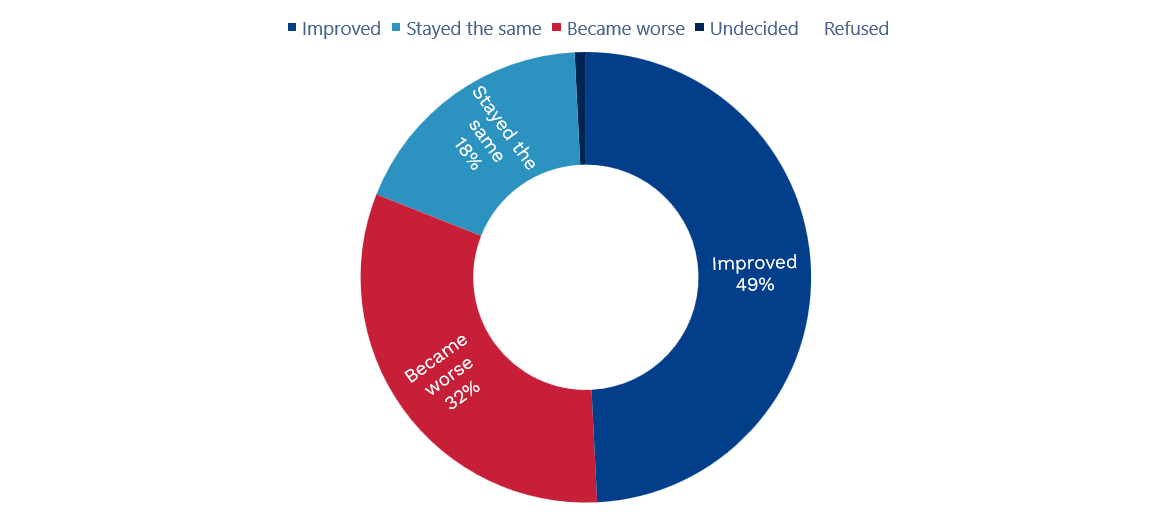 Improved Stayed the same Became worse Undecided Refused
Stayed the
same
18%
Improved
49%
Became
worse
32%